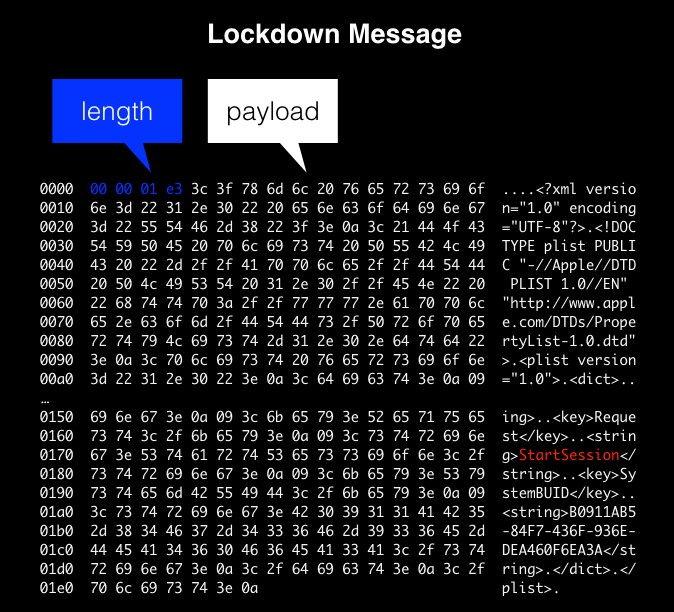 Lockdown Message
length payload
0000 00 00 01 e3 3c 3f 78 6d 6c 20 76 65 72 73 69 6f ....<?xml versio
0010 6e 3d 22 31 2e 30 22 20 65 6e 63 6f 64 69 6e 67 n="1.0" encoding
0020 3d 22 55 54 46 2d 38 22 3f 3e 0a 3c 21 44 4f 43 ="UTF-8"?>.<!DOC
0030 54 59 50 45 20 70 6c 69 73 74 20 50 55 42 4c 49 TYPE plist PUBLI
0040 43 20 22 2d 2f 2f 41 70 70 6c 65 2f 2f 44 54 44 C "-//Apple//DTD
0050 20 50 4c 49 53 54 20 31 2e 30 2f 2f 45 4e 22 20 PLIST 1.0//EN"
0060 22 68 74 74 70 3a 2f 2f 77 77 77 2e 61 70 70 6c "http://www.appl
0070 65 2e 63 6f 6d 2f 44 54 44 73 2f 50 72 6f 70 65 e.com/DTDs/Prope
0080 72 74 79 4c 69 73 74 2d 31 2e 30 2e 64 74 64 22 rtyList-1.0.dtd"
0090 3e 0a 3c 70 6c 69 73 74 20 76 65 72 73 69 6f 6e >.<plist version
00a0 3d 22 31 2e 30 22 3e 0a 3c 64 69 63 74 3e 0a 09 ="1.0">.<dict>..
…
0150 69 6e 67 3e 0a 09 3c 6b 65 79 3e 52 65 71 75 65 ing>..<key>Reque
0160 73 74 3c 2f 6b 65 79 3e 0a 09 3c 73 74 72 69 6e st</key>..<strin
0170 67 3e 53 74 61 72 74 53 65 73 73 69 6f 6e 3c 2f g>StartSession</
0180 73 74 72 69 6e 67 3e 0a 09 3c 6b 65 79 3e 53 79 string>..<key>Sy
0190 73 74 65 6d 42 55 49 44 3c 2f 6b 65 79 3e 0a 09 stemBUID</key>..
01a0 3c 73 74 72 69 6e 67 3e 42 30 39 31 31 41 42 35 <string>B0911AB5
01b0 2d 38 34 46 37 2d 34 33 36 46 2d 39 33 36 45 2d -84F7-436F-936E-
01c0 44 45 41 34 36 30 46 36 45 41 33 41 3c 2f 73 74 DEA460F6EA3A</st
01d0 72 69 6e 67 3e 0a 3c 2f 64 69 63 74 3e 0a 3c 2f ring>.</dict>.</
01e0 70 6c 69 73 74 3e 0a plist>.